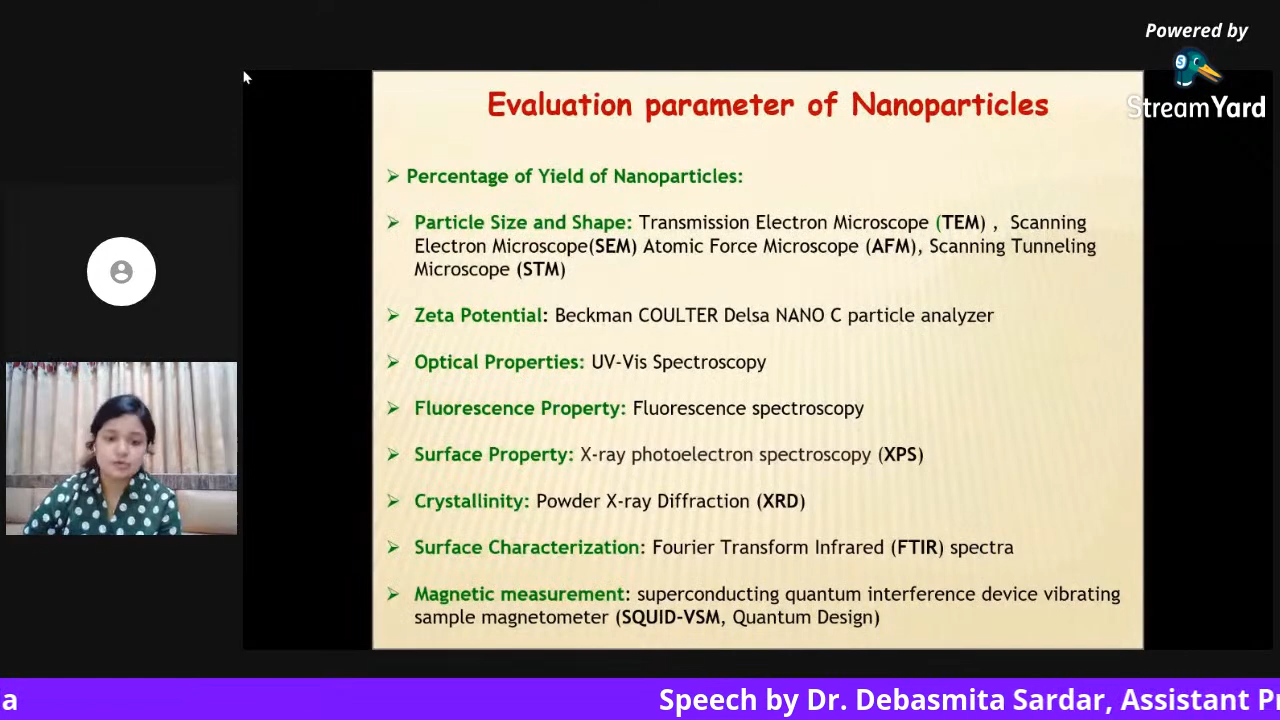 Powered by
StreamYard
Evaluation parameter of Nanoparticles
➢ Percentage of Yield of Nanoparticles:
➢ Particle Size and Shape: Transmission Electron Microscope (TEM) , Scanning
Electron Microscope(SEM) Atomic Force Microscope (AFM), Scanning Tunneling
Microscope (STM)
➢ Zeta Potential: Beckman COULTER Delsa NANO C particle analyzer
➢ Optical Properties: UV-Vis Spectroscopy
➢ Fluorescence Property: Fluorescence spectroscopy
➢ Surface Property: X-ray photoelectron spectroscopy (XPS)
➢ Crystallinity: Powder X-ray Diffraction (XRD)
➢ Surface Characterization: Fourier Transform Infrared (FTIR) spectra
➢ Magnetic measurement: superconducting quantum interference device vibrating
sample magnetometer (SQUID-VSM, Quantum Design)
a Speech by Dr. Debasmita Sardar, Assistant P